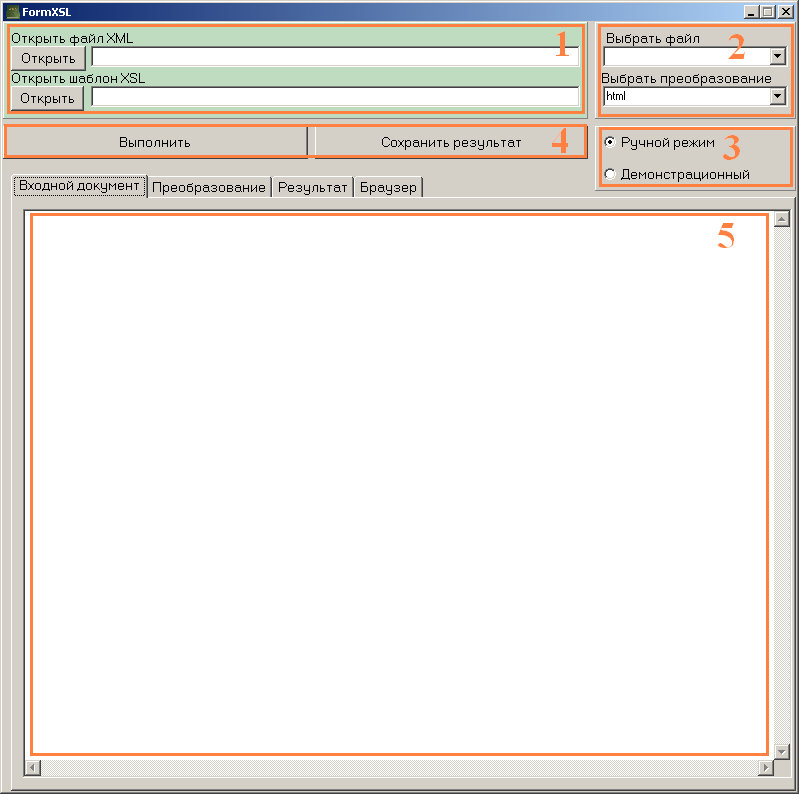 FormXSL
Открыть файл XML
1
Открыть
Открыть шаблон XSL
Открыть
Выбрать файл
2
Выбрать преобразование
html
Выполнить
Сохранить результат
4
Ручной режим
3
Демонстрационный
Входной документ
Преобразование
Результат
Браузер
5